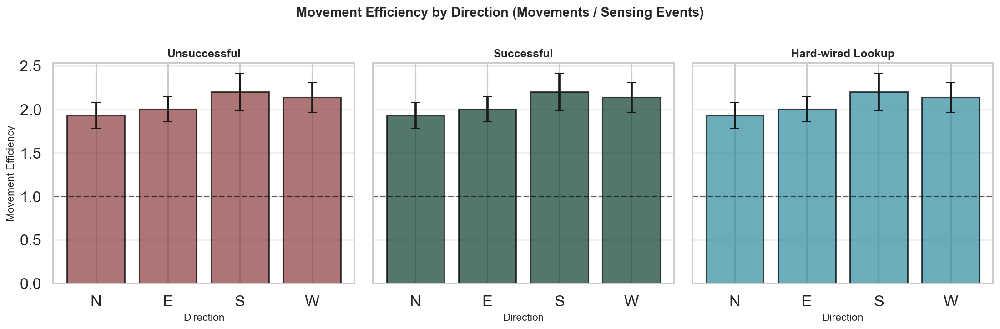 Movement Efficiency by Direction (Movements / Sensing Events)
Unsuccessful
Successful
Hard-wired Lookup
Movement Efficiency
2.5
2.0
1.5
1.0
0.5
0.0
N E S W
N E S W
N E S W
Direction
Direction
Direction